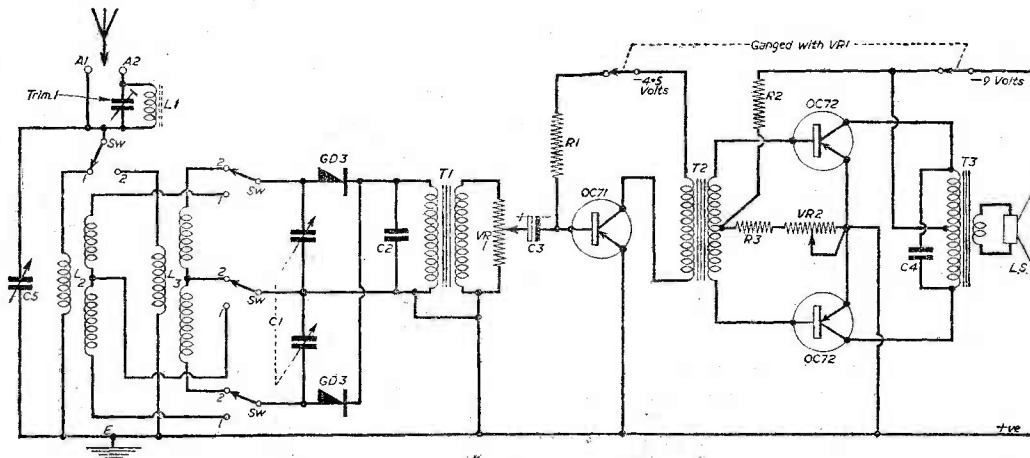 A1
A2
Trim.1
L1
SW
1
2
C5
L2
L3
E
2
1
SW
2
SW
1
2
SW
1
GD3
C1
GD3
C2
T1
VR
1
+
C3
R1
OC71
Ganged with VR1
-4·5
Volts
T2
R2
R3
VR2
OC72
OC72
-9 Volts
T3
C4
L.S.
+ve